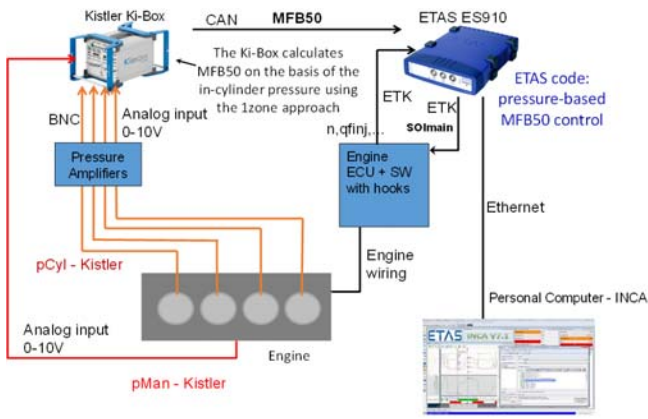 Kistler Ki-Box
CAN
MFB50
ETAS ES910
The Ki-Box calculates
MFB50 on the basis of the
in-cylinder pressure using
the 1zone approach
ETAS code:
pressure-based
MFB50 control
BNC
Analog input
0-10V
ETK
ETK
n,qfinj,...
SOImain
Pressure
Amplifiers
Engine
ECU + SW
with hooks
Ethernet
pCyl - Kistler
Engine
wiring
Personal Computer - INCA
Analog input
0-10V
Engine
pMan - Kistler
ETAS INCA V7.1